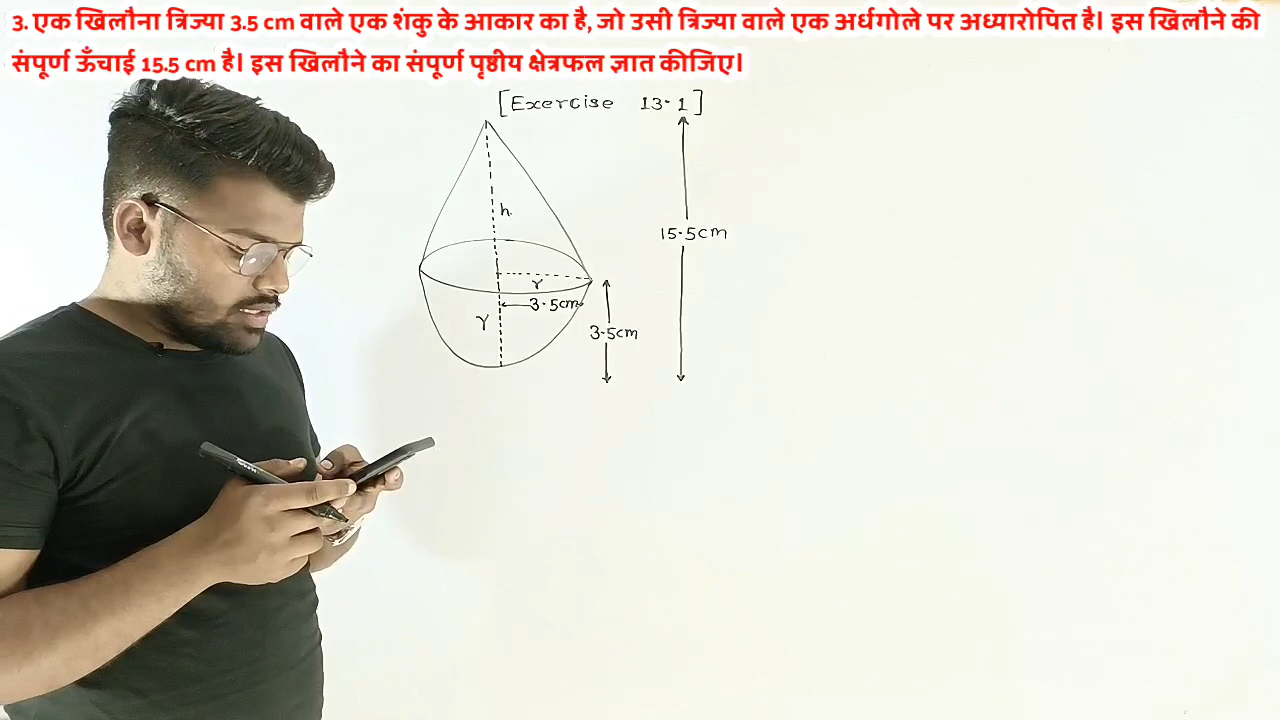 3. एक खिलौना त्रिज्या 3.5 cm वाले एक शंकु के आकार का है, जो उसी त्रिज्या वाले एक अर्धगोले पर अध्यारोपित है। इस खिलौने की
संपूर्ण ऊँचाई 15.5 cm है। इस खिलौने का संपूर्ण पृष्ठीय क्षेत्रफल ज्ञात कीजिए।
[Exercise 13.1]
h.
15.5cm
r
3.5cm
r
3.5cm